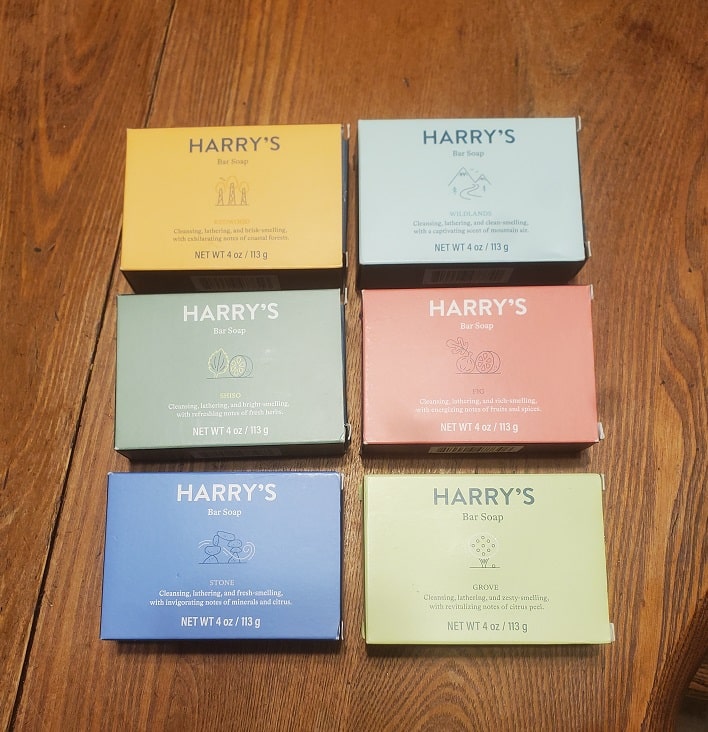 HARRY'S
Bar Soap
REDWOOD
Cleansing, lathering, and brisk-smelling,
with exhilarating notes of coastal forests.
NET WT 4 oz / 113 g
HARRY'S
Bar Soap
WILDLANDS
Cleansing, lathering, and clean-smelling,
with a captivating scent of mountain air.
NET WT 4 oz / 113 g
HARRY'S
Bar Soap
SHISO
Cleansing, lathering, and bright-smelling,
with refreshing notes of fresh herbs.
NET WT 4 oz / 113 g
HARRY'S
Bar Soap
FIG
Cleansing, lathering, and rich-smelling,
with energizing notes of fruits and spices.
NET WT 4 oz / 113 g
HARRY'S
Bar Soap
STONE
Cleansing, lathering, and fresh-smelling,
with invigorating notes of minerals and citrus.
NET WT 4 oz / 113 g
HARRY'S
Bar Soap
GROVE
Cleansing, lathering, and zesty-smelling,
with revitalizing notes of citrus peel.
NET WT 4 oz / 113 g